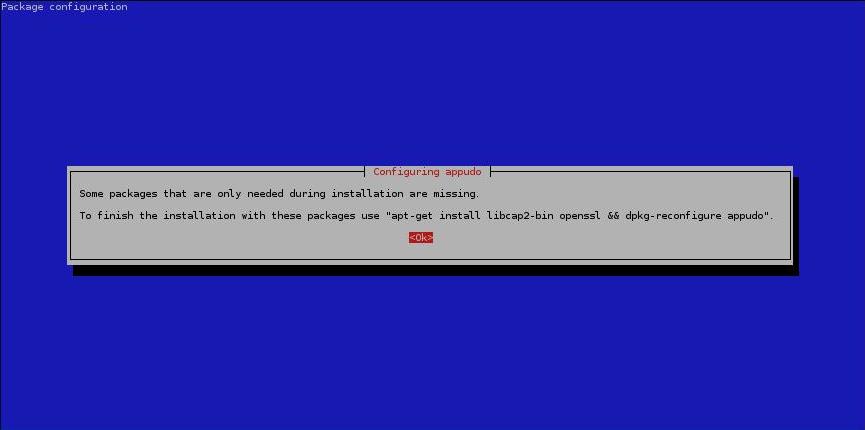 Package configuration
Configuring appudo
Some packages that are only needed during installation are missing.
To finish the installation with these packages use "apt-get install libcap2-bin openssl && dpkg-reconfigure appudo".
<Ok>